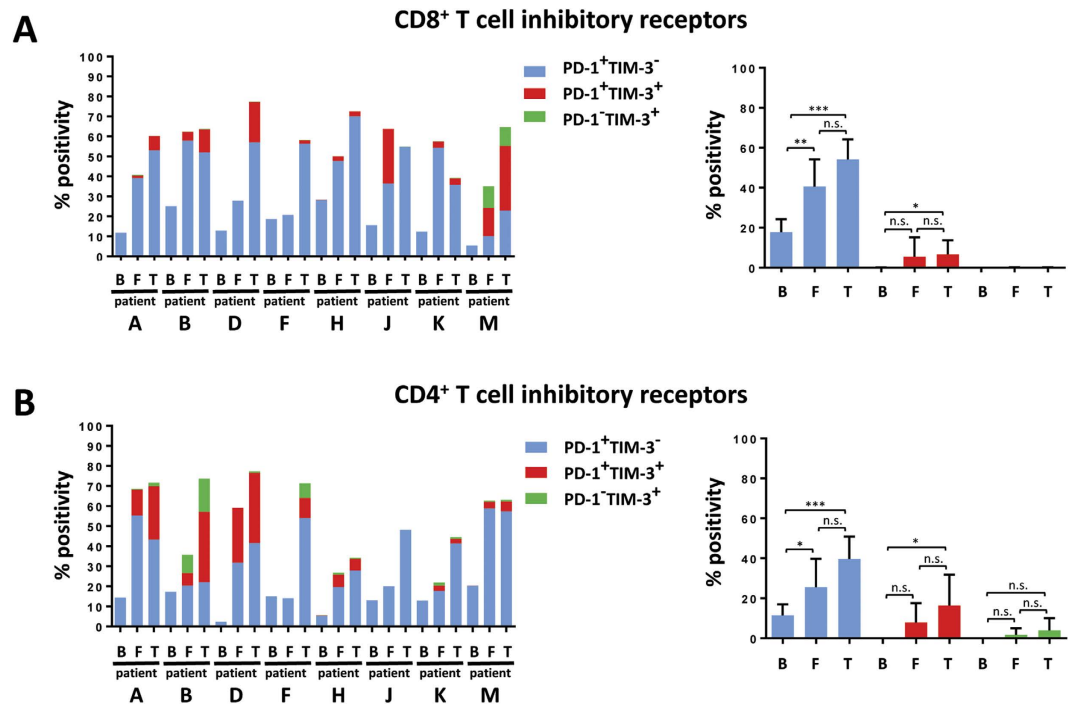 A
CD8⁺ T cell inhibitory receptors
% positivity
100
90
80
70
60
50
40
30
20
10
0
PD-1⁺TIM-3⁻
PD-1⁺TIM-3⁺
PD-1⁻TIM-3⁺
B F T B F T B F T B F T B F T B F T B F T B F T
patient patient patient patient patient patient patient patient
A B D F H J K M
% positivity
100
80
60
40
20
0
***
n.s.
**
*
n.s. n.s.
B F T B F T B F T
B
CD4⁺ T cell inhibitory receptors
% positivity
100
90
80
70
60
50
40
30
20
10
0
PD-1⁺TIM-3⁻
PD-1⁺TIM-3⁺
PD-1⁻TIM-3⁺
B F T B F T B F T B F T B F T B F T B F T B F T
patient patient patient patient patient patient patient patient
A B D F H J K M
% positivity
100
80
60
40
20
0
***
n.s.
*
*
n.s.
n.s.
n.s.
n.s.
n.s.
B F T B F T B F T